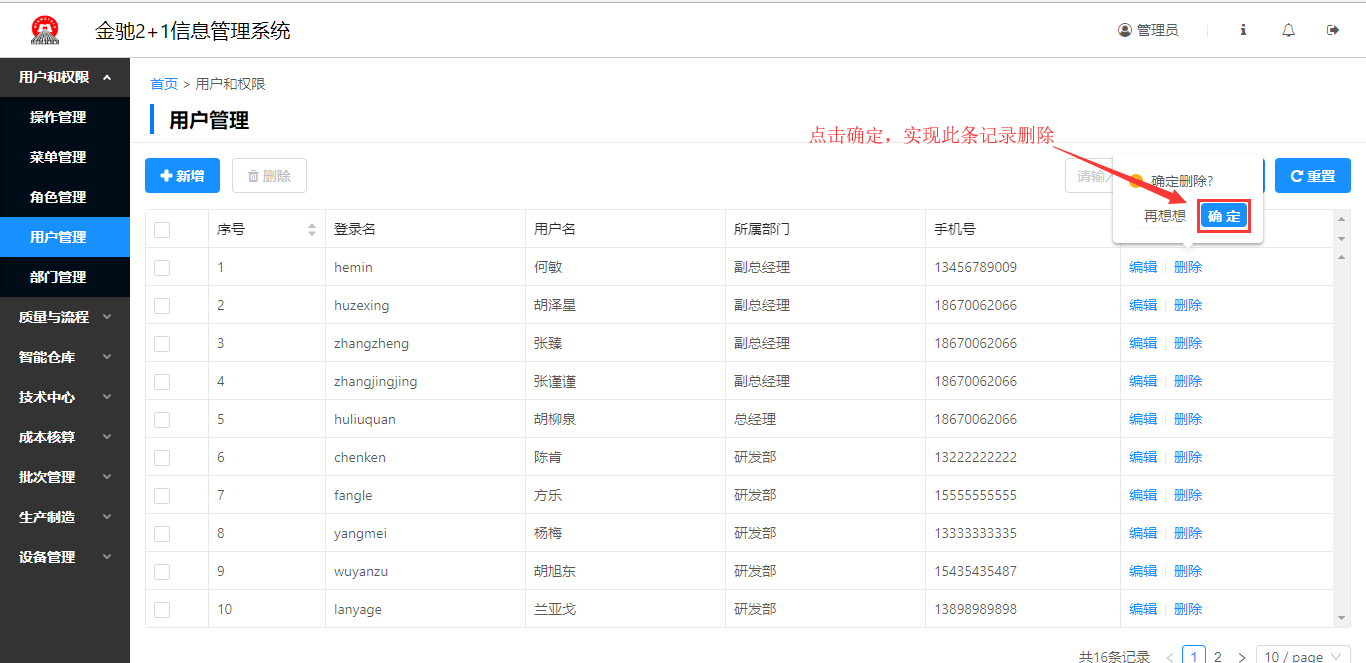 金驰2+1信息管理系统
管理员
用户和权限
操作管理
菜单管理
角色管理
用户管理
部门管理
质量与流程
智能仓库
技术中心
成本核算
批次管理
生产制造
设备管理
首页 > 用户和权限
用户管理
点击确定，实现此条记录删除
新增 删除 请输 重置
确定删除?
再想想 确 定
序号 登录名 用户名 所属部门 手机号
1 hemin 何敏 副总经理 13456789009 编辑 删除
2 huzexing 胡泽星 副总经理 18670062066 编辑 删除
3 zhangzheng 张臻 副总经理 18670062066 编辑 删除
4 zhangjingjing 张谨谨 副总经理 18670062066 编辑 删除
5 huliuquan 胡柳泉 总经理 18670062066 编辑 删除
6 chenken 陈肯 研发部 13222222222 编辑 删除
7 fangle 方乐 研发部 15555555555 编辑 删除
8 yangmei 杨梅 研发部 13333333335 编辑 删除
9 wuyanzu 胡旭东 研发部 15435435487 编辑 删除
10 lanyage 兰亚戈 研发部 13898989898 编辑 删除
共16条记录 < 1 2 > 10 / page